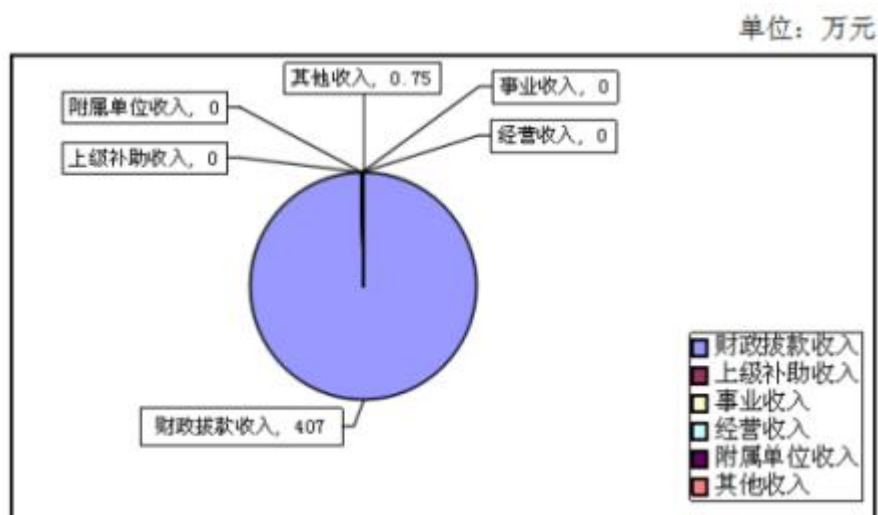 单位：万元
其他收入, 0.75
事业收入, 0
附属单位收入, 0
经营收入, 0
上级补助收入, 0
财政拔款收入, 407
财政拔款收入
上级补助收入
事业收入
经营收入
附属单位收入
其他收入